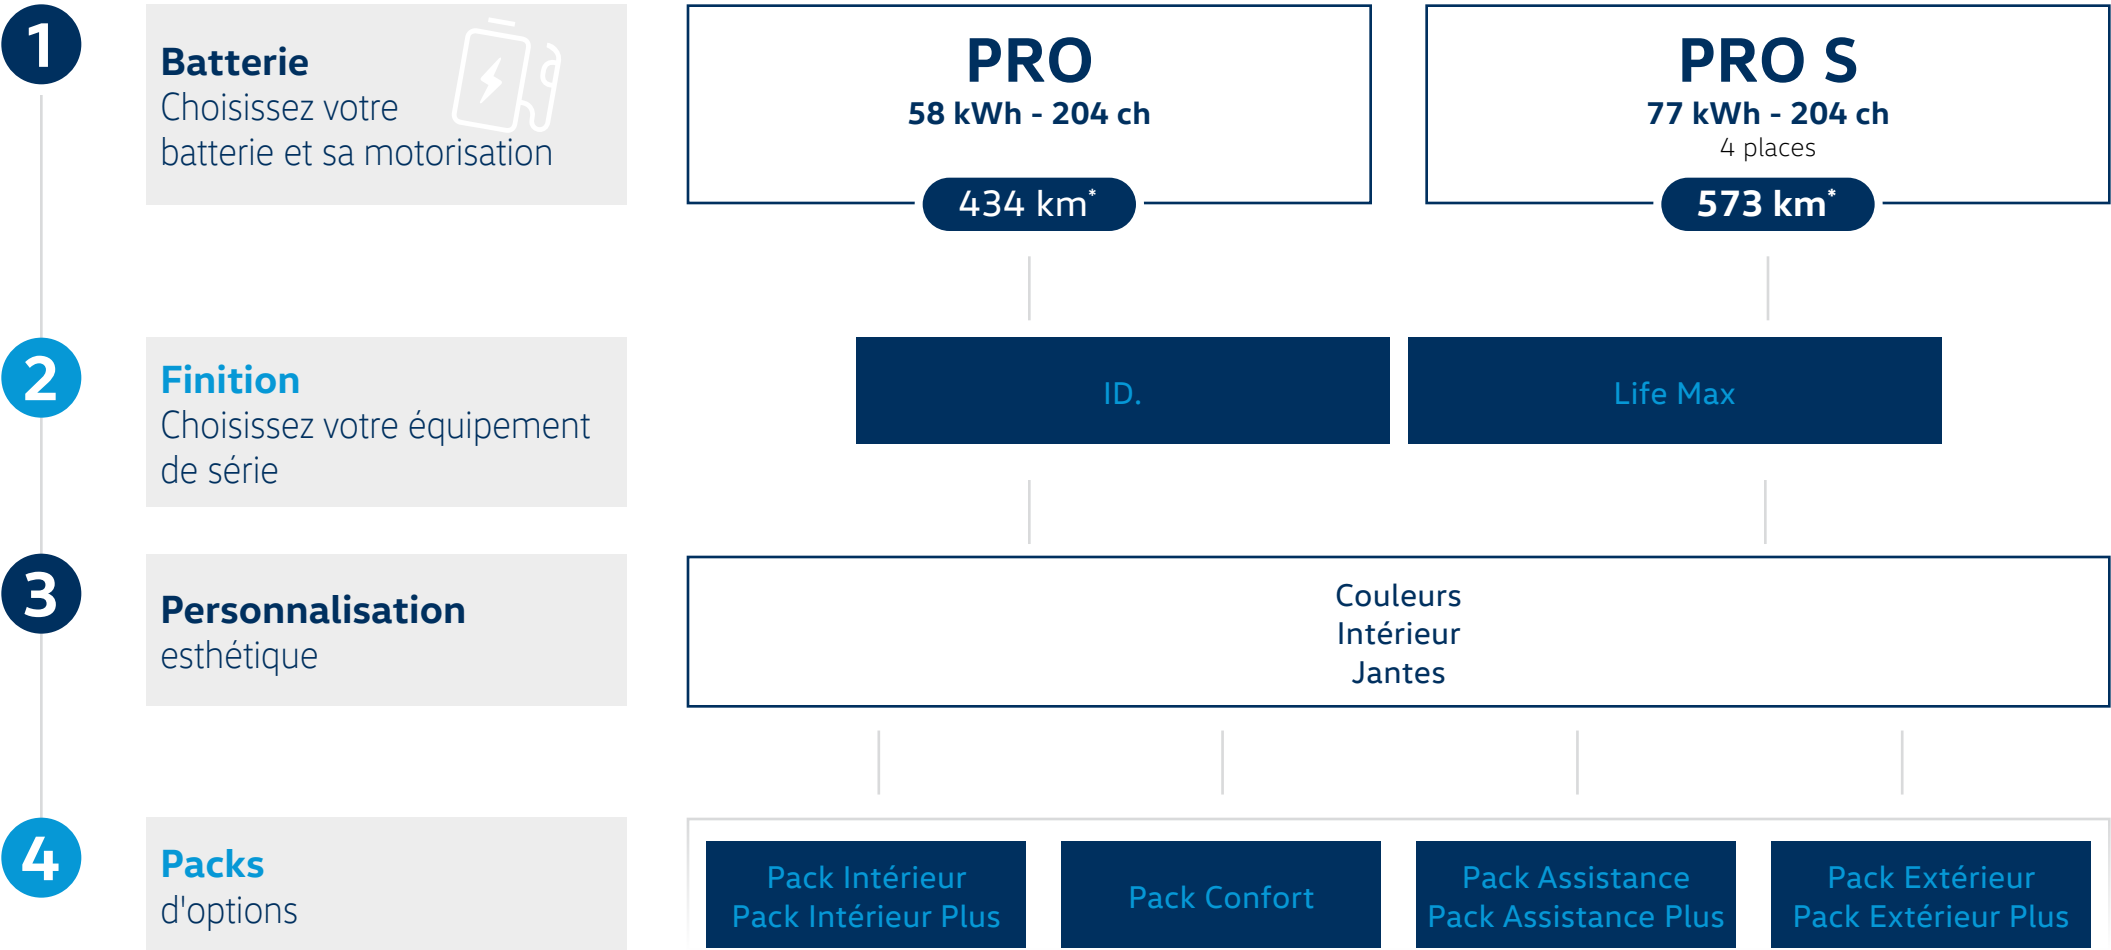 1
Batterie
Choisissez votre
batterie et sa motorisation
PRO
58 kWh - 204 ch
434 km*
PRO S
77 kWh - 204 ch
4 places
573 km*
2
Finition
Choisissez votre équipement
de série
ID.
Life Max
3
Personnalisation
esthétique
Couleurs
Intérieur
Jantes
4
Packs
d'options
Pack Intérieur
Pack Intérieur Plus
Pack Confort
Pack Assistance
Pack Assistance Plus
Pack Extérieur
Pack Extérieur Plus